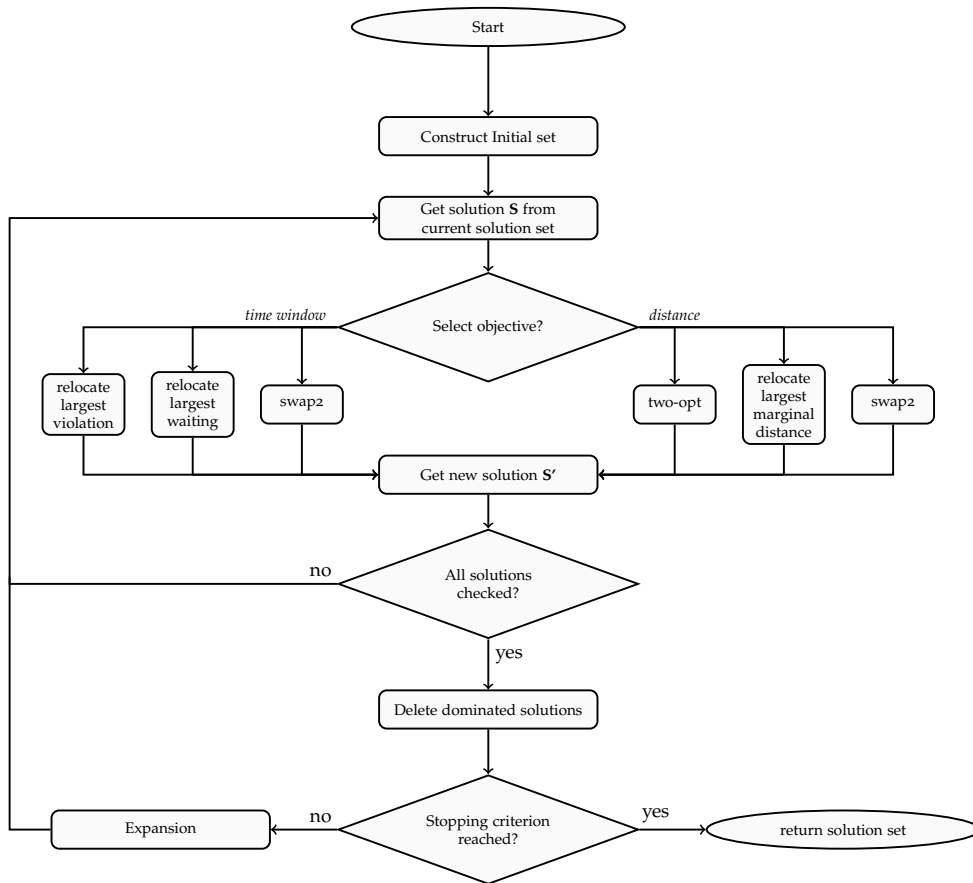 Start
Construct Initial set
Get solution S from
current solution set
time window
Select objective?
distance
relocate
largest
violation
relocate
largest
waiting
swap2
two-opt
relocate
largest
marginal
distance
swap2
Get new solution S'
no
All solutions
checked?
yes
Delete dominated solutions
Expansion
no
Stopping criterion
reached?
yes
return solution set